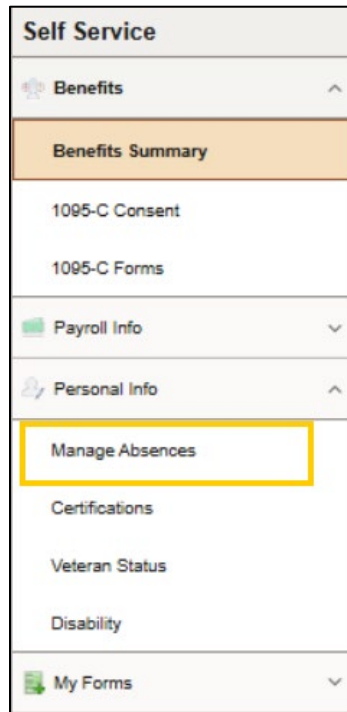 Self Service
Benefits
Benefits Summary
1095-C Consent
1095-C Forms
Payroll Info
Personal Info
Manage Absences
Certifications
Veteran Status
Disability
My Forms